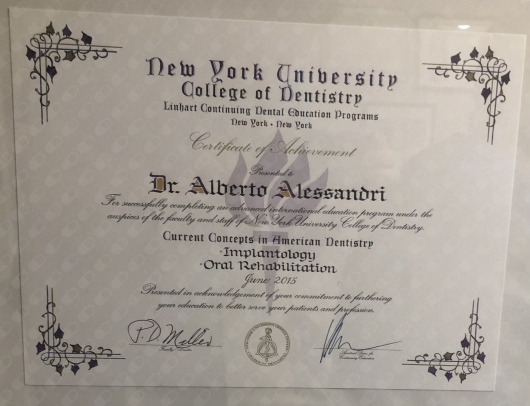 New York University
College of Dentistry
Linhart Continuing Dental Education Programs
New York • New York
Certificate of Achievement
Presented to
Dr. Alberto Alessandri
For successfully completing an advanced international education program under the
auspices of the faculty and staff of New York University College of Dentistry.
Current Concepts in American Dentistry
·Implantology
·Oral Rehabilitation
June 2015
Presented in acknowledgement of your commitment to furthering
your education to better serve your patients and profession.